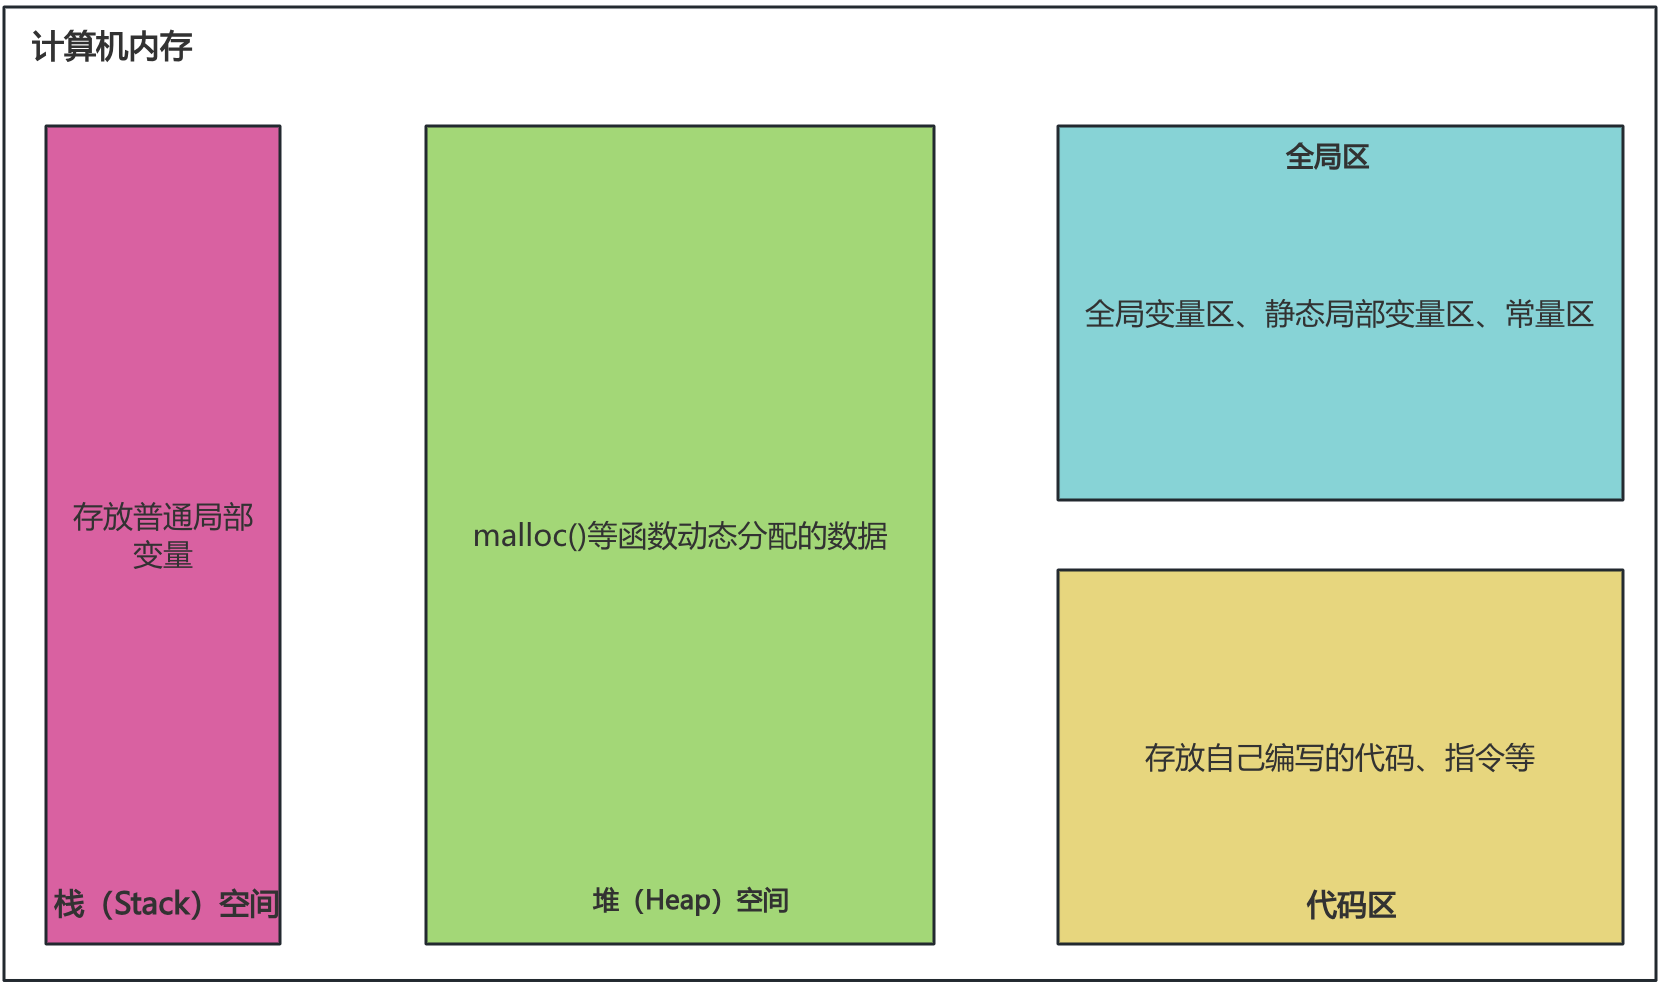 计算机内存
存放普通局部
变量
栈（Stack）空间
malloc()等函数动态分配的数据
堆（Heap）空间
全局区
全局变量区、静态局部变量区、常量区
存放自己编写的代码、指令等
代码区